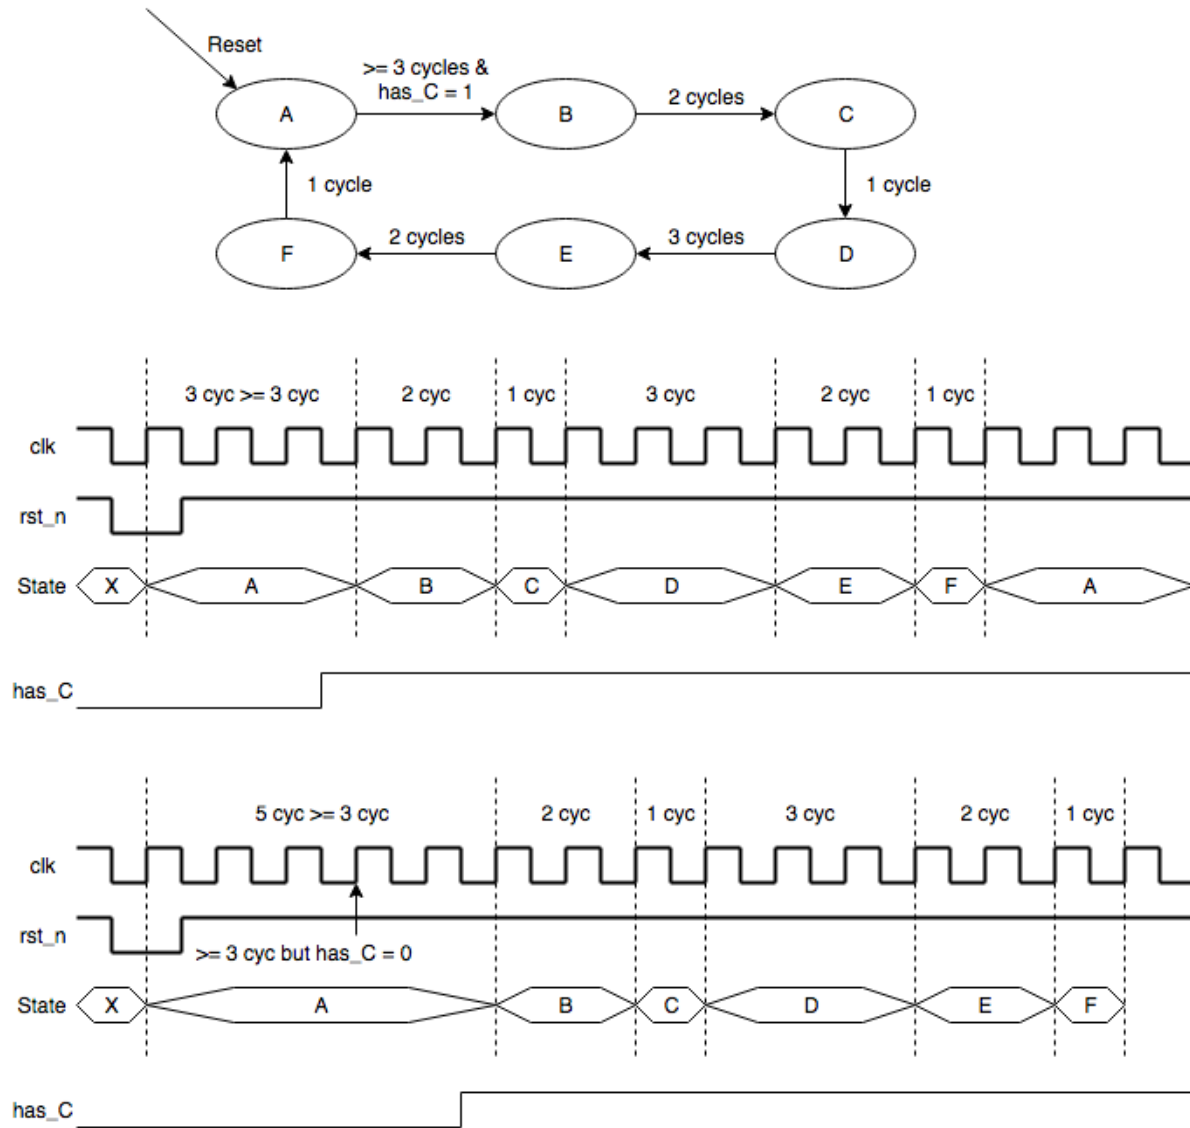 Reset
>= 3 cycles &
has_C = 1
2 cycles
A
B
C
1 cycle
1 cycle
2 cycles
3 cycles
F
E
D
3 cyc >= 3 cyc
2 cyc
1 cyc
3 cyc
2 cyc
1 cyc
clk
rst_n
State
X
A
B
C
D
E
F
A
has_C
5 cyc >= 3 cyc
2 cyc
1 cyc
3 cyc
2 cyc
1 cyc
clk
rst_n
>= 3 cyc but has_C = 0
State
X
A
B
C
D
E
F
has_C